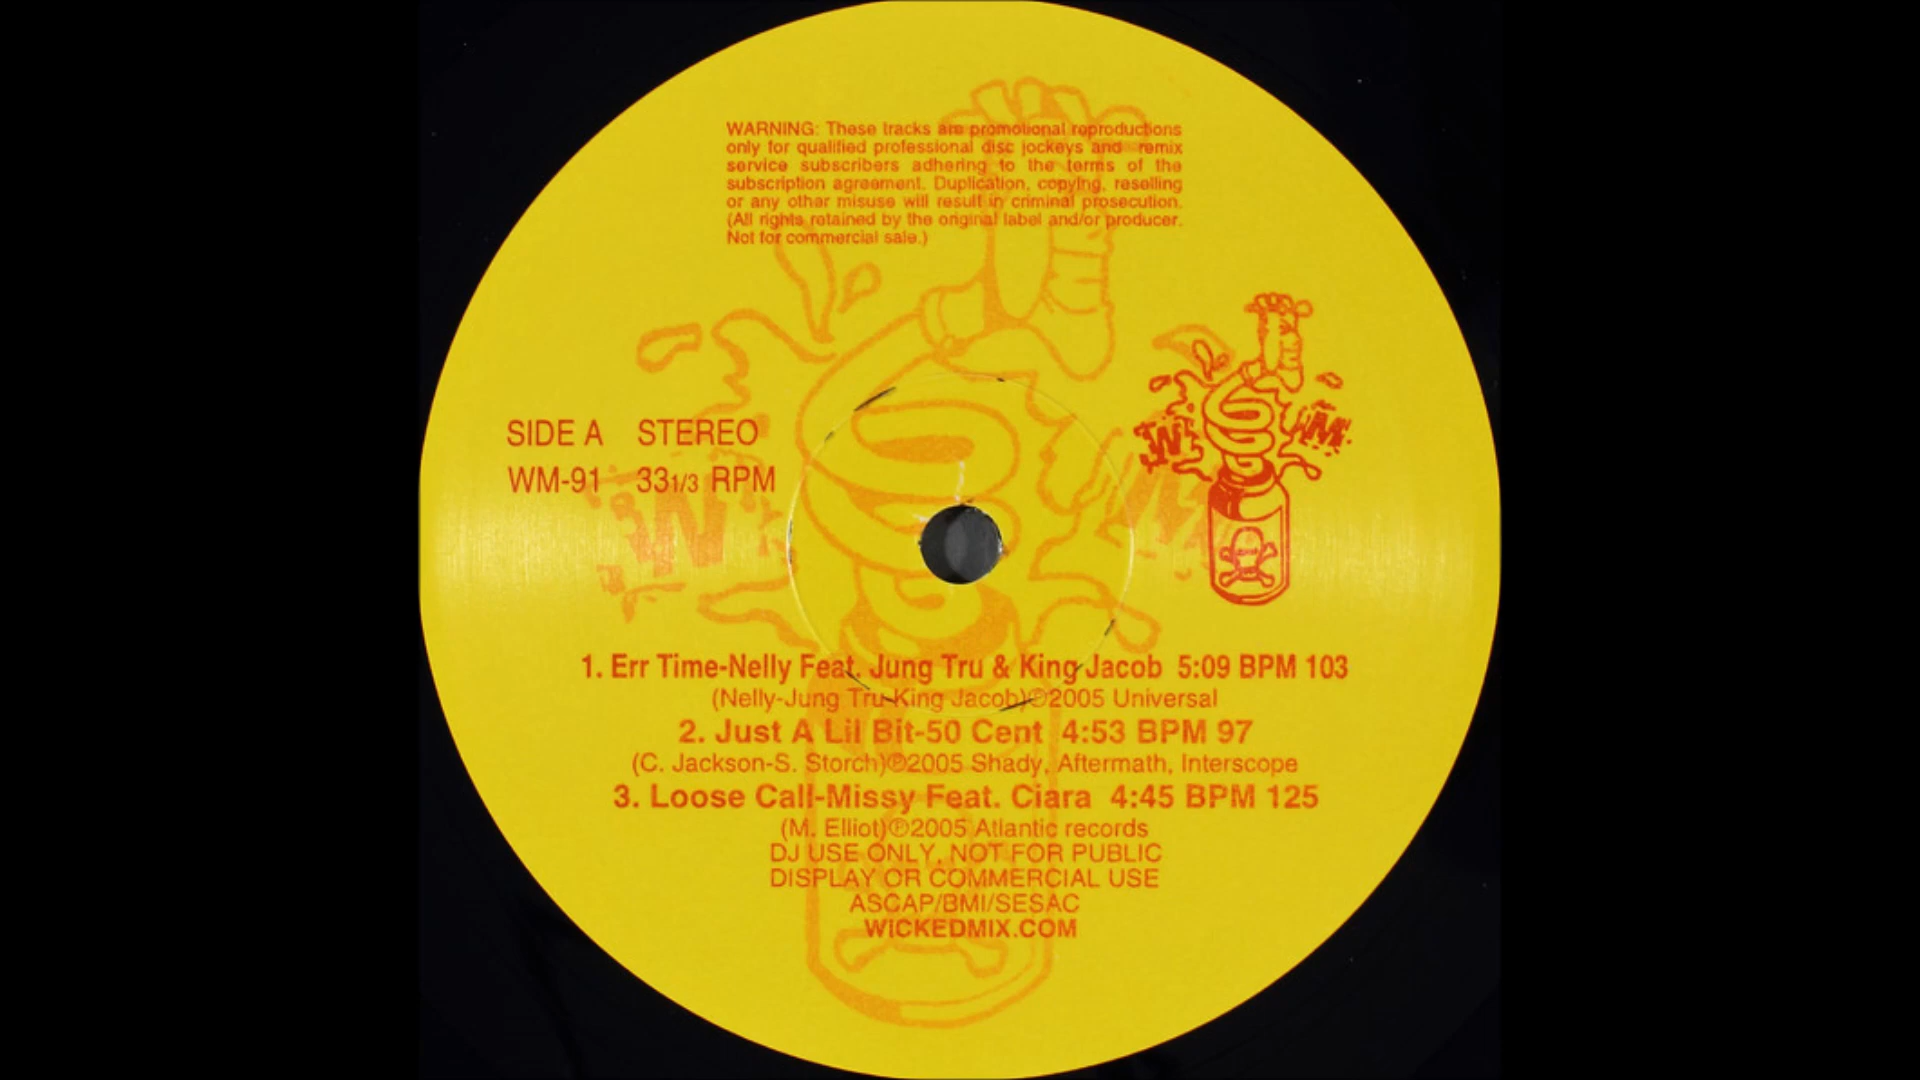 WARNING: These tracks are promotional reproductions
only for qualified professional disc jockeys and remix
service subscribers adhering to the terms of the
subscription agreement. Duplication, copying, reselling
or any other misuse will result in criminal prosecution.
(All rights retained by the original label and/or producer.
Not for commercial sale.)
SIDE A STEREO
WM-91 331/3 RPM
W M
1. Err Time-Nelly Feat. Jung Tru & King Jacob 5:09 BPM 103
(Nelly-Jung Tru-King Jacob)℗2005 Universal
2. Just A Lil Bit-50 Cent 4:53 BPM 97
(C. Jackson-S. Storch)℗2005 Shady, Aftermath, Interscope
3. Loose Call-Missy Feat. Ciara 4:45 BPM 125
(M. Elliot)℗2005 Atlantic records
DJ USE ONLY, NOT FOR PUBLIC
DISPLAY OR COMMERCIAL USE
ASCAP/BMI/SESAC
WICKEDMIX.COM